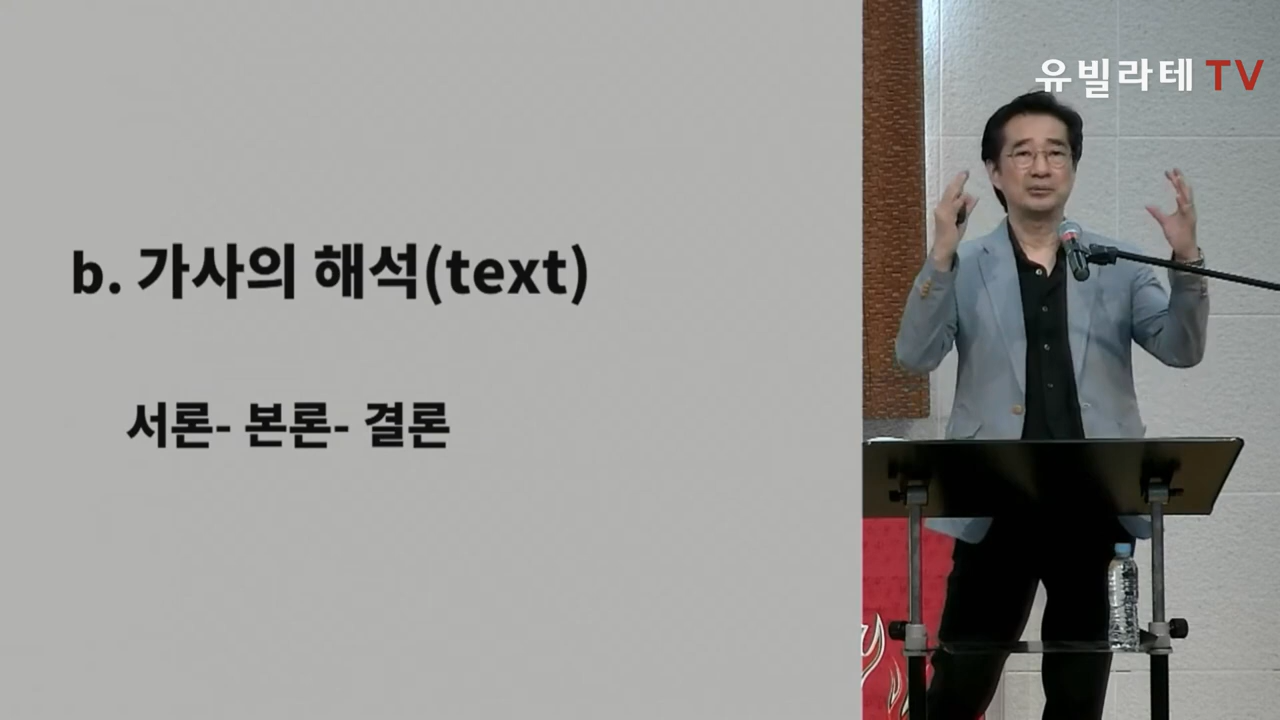 유빌라테 TV
b. 가사의 해석(text)
서론- 본론- 결론